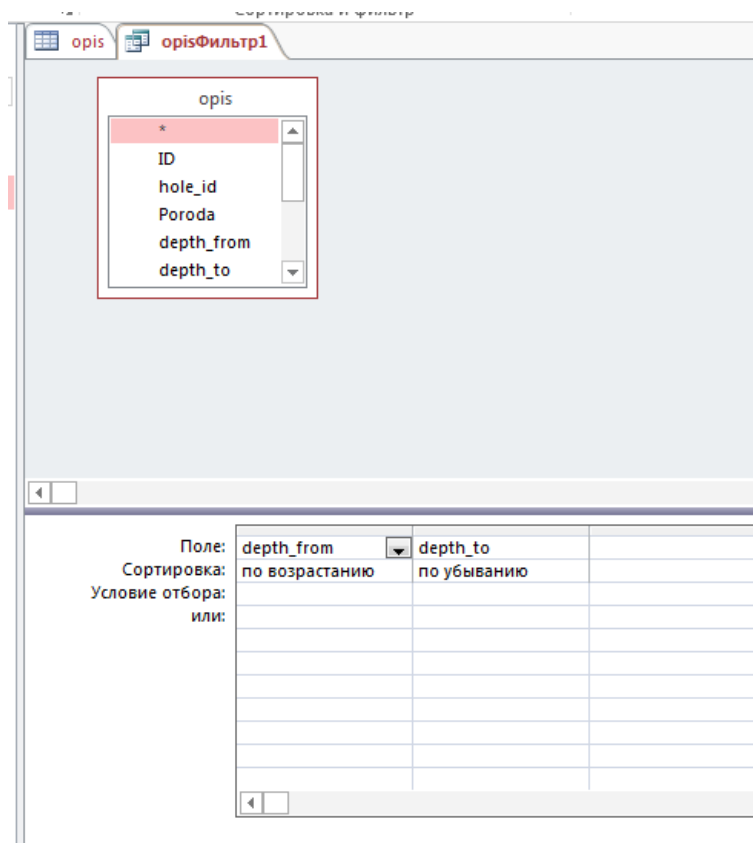 opis opisФильтр1
opis
*
ID
hole_id
Poroda
depth_from
depth_to
Поле: depth_from depth_to
Сортировка: по возрастанию по убыванию
Условие отбора:
или: